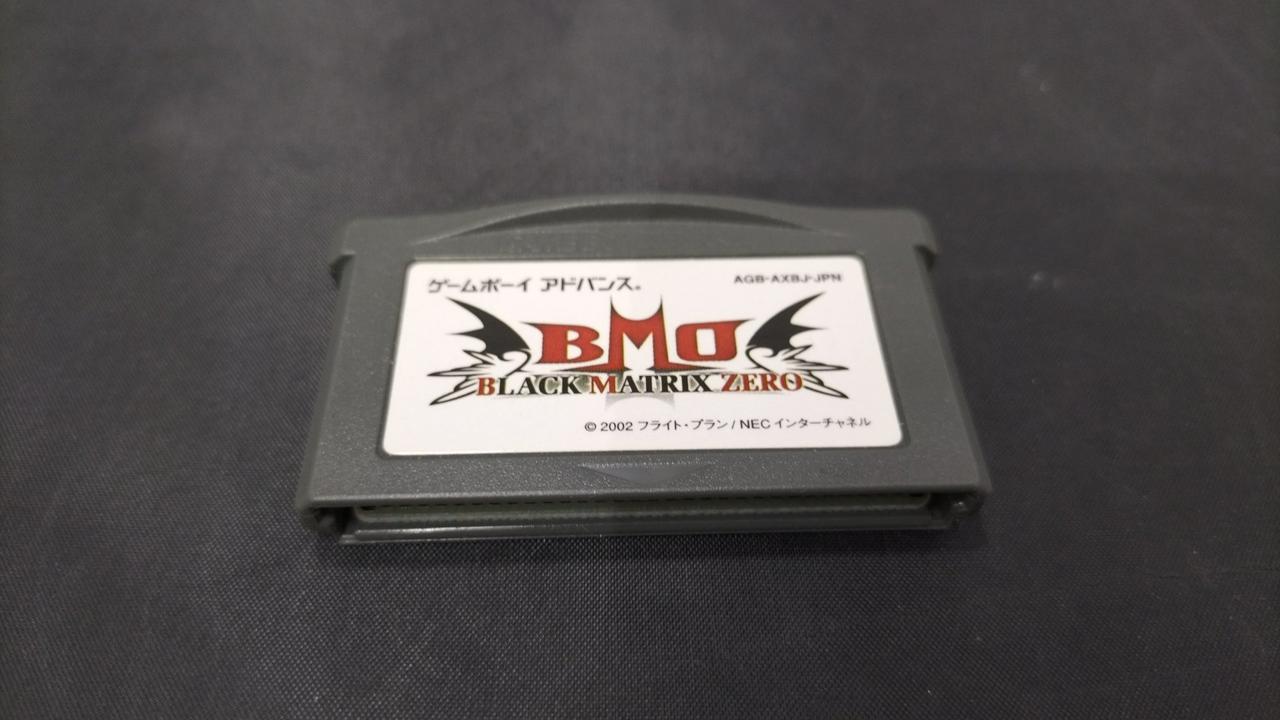 ゲームボーイ アドバンス®
AGB-AXBJ-JPN
BM0
BLACK MATRIX ZERO
© 2002 フライト・プラン / NEC インターチャネル